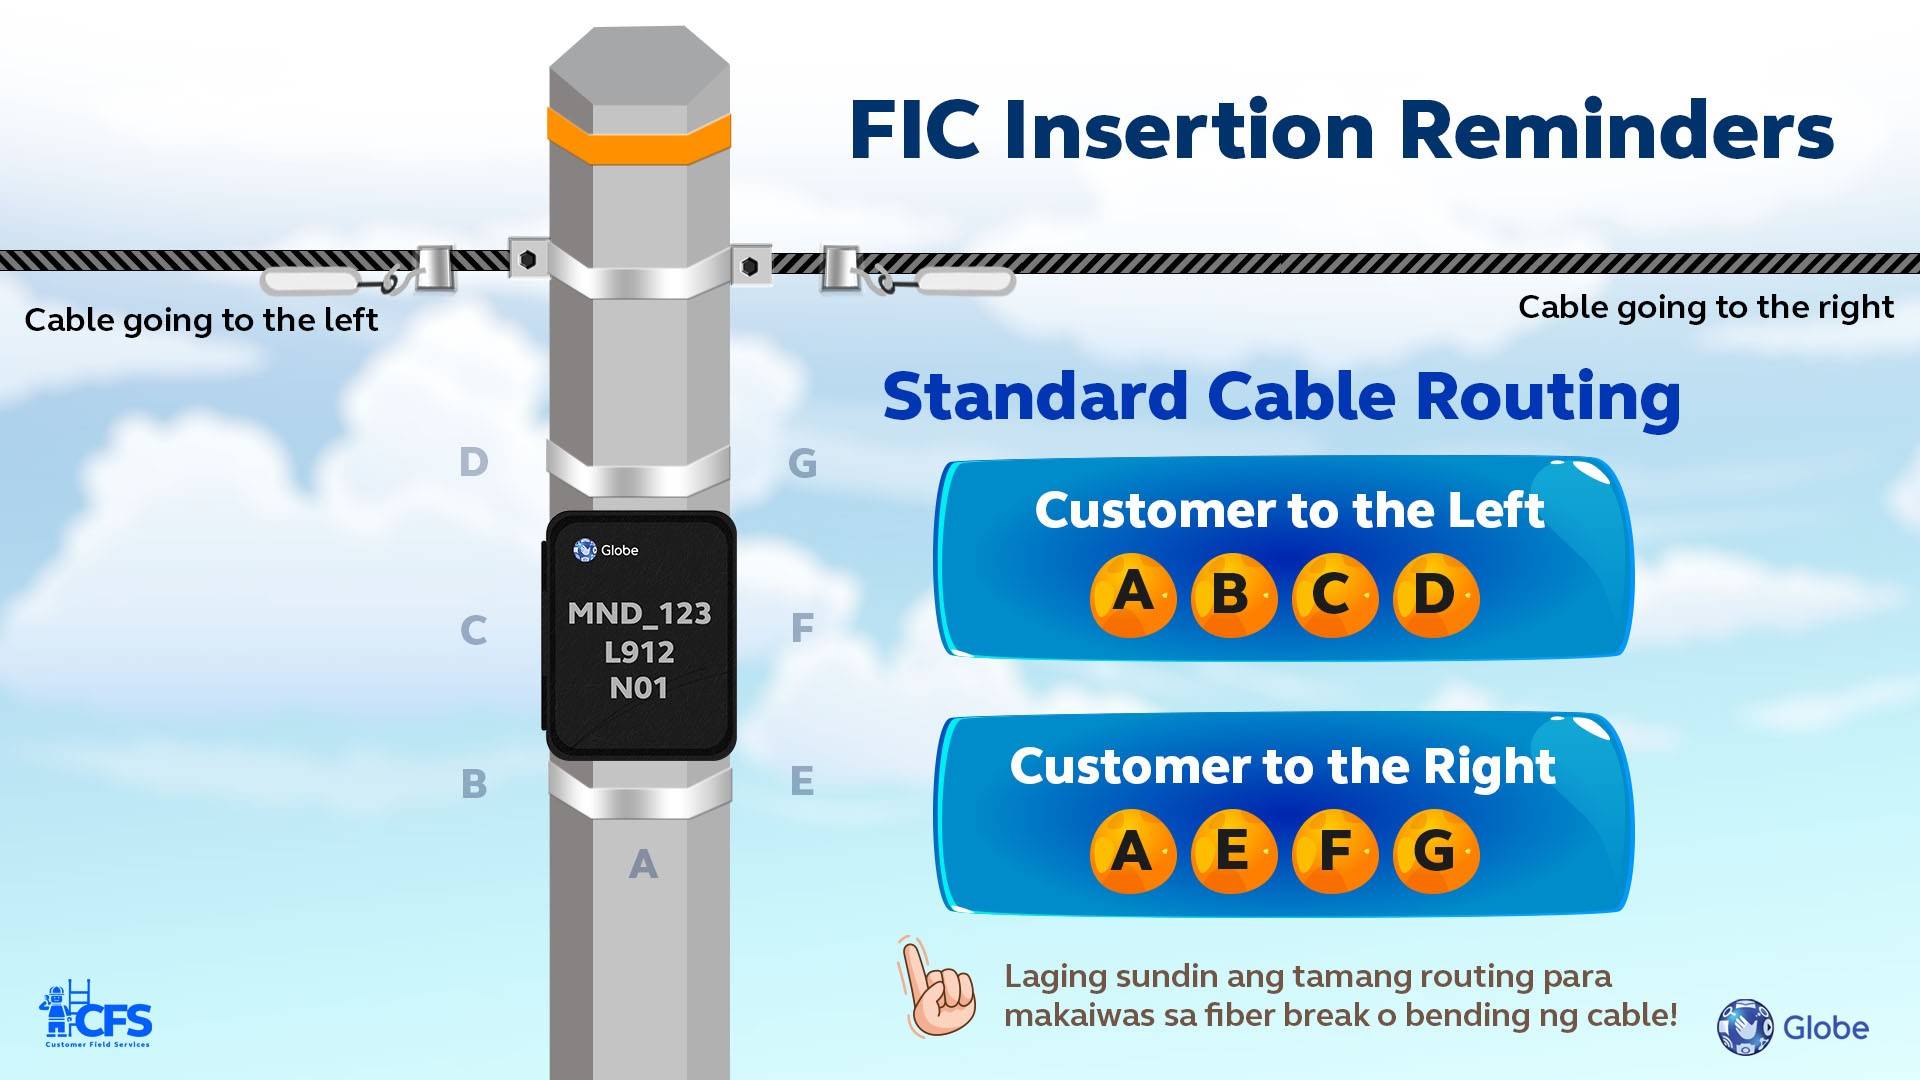 FIC Insertion Reminders
Cable going to the left
Cable going to the right
Standard Cable Routing
D
G
Customer to the Left
A B C D
Globe
MND_123
L912
N01
C
F
Customer to the Right
A E F G
B
E
A
Laging sundin ang tamang routing para
makaiwas sa fiber break o bending ng cable!
CFS
Customer Field Services
Globe